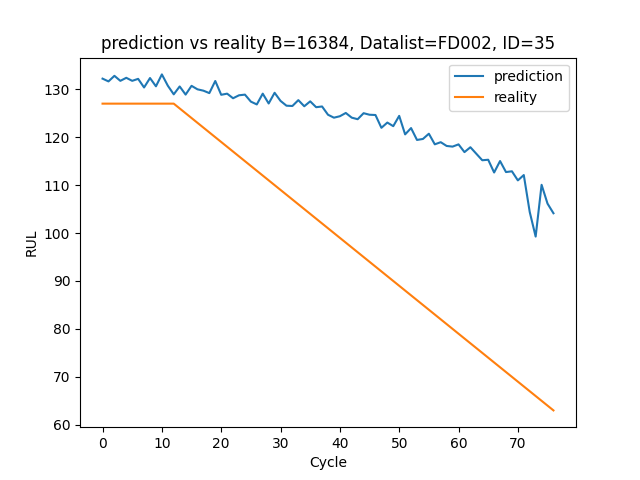 prediction vs reality B=16384, Datalist=FD002, ID=35
prediction
reality
130
120
110
100
90
80
70
60
RUL
0 10 20 30 40 50 60 70
Cycle